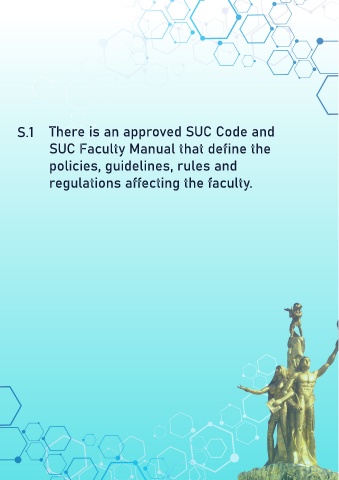 S.1 There is an approved SUC Code and
SUC Faculty Manual that define the
policies, guidelines, rules and
regulations affecting the faculty.